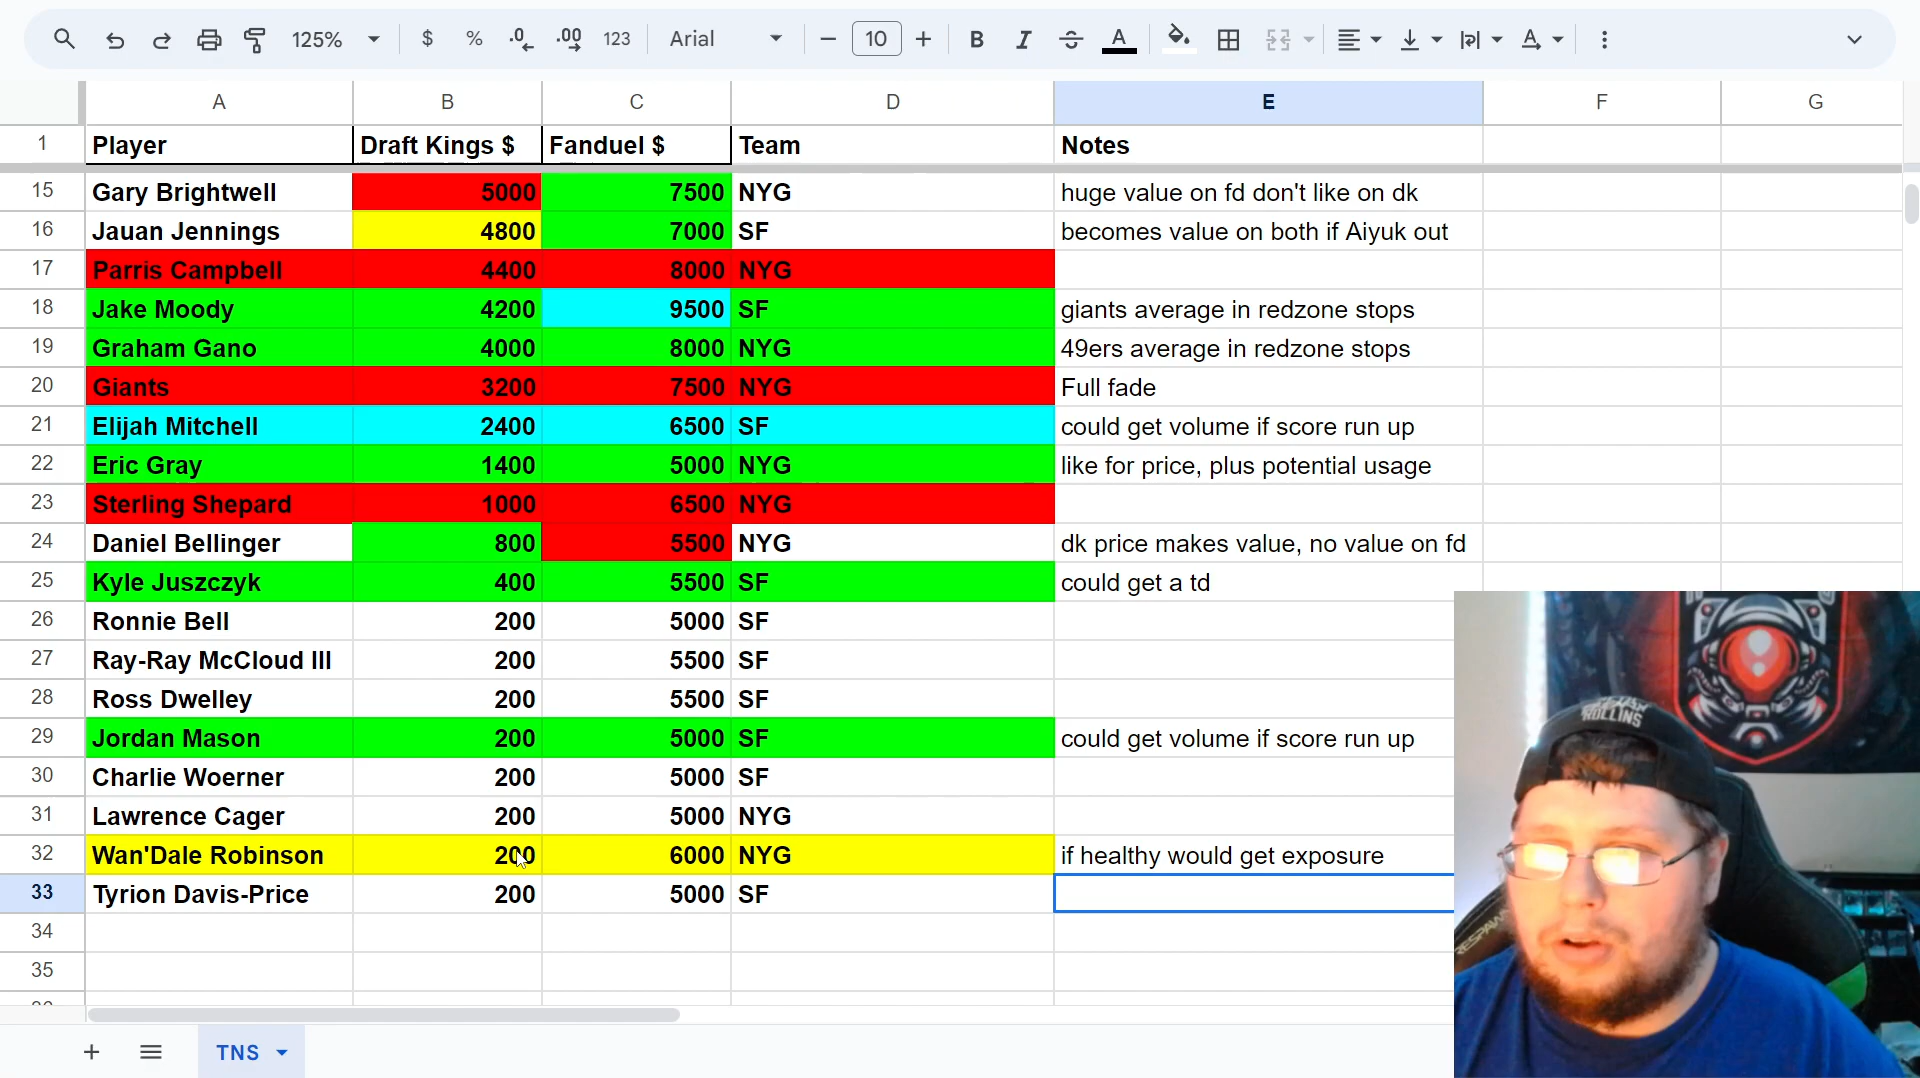 125% $ % .0 .00 123 Arial 10 B I S A
A B C D E F G
1 Player Draft Kings $ Fanduel $ Team Notes
15 Gary Brightwell 5000 7500 NYG huge value on fd don't like on dk
16 Jauan Jennings 4800 7000 SF becomes value on both if Aiyuk out
17 Parris Campbell 4400 8000 NYG
18 Jake Moody 4200 9500 SF giants average in redzone stops
19 Graham Gano 4000 8000 NYG 49ers average in redzone stops
20 Giants 3200 7500 NYG Full fade
21 Elijah Mitchell 2400 6500 SF could get volume if score run up
22 Eric Gray 1400 5000 NYG like for price, plus potential usage
23 Sterling Shepard 1000 6500 NYG
24 Daniel Bellinger 800 5500 NYG dk price makes value, no value on fd
25 Kyle Juszczyk 400 5500 SF could get a td
26 Ronnie Bell 200 5000 SF
27 Ray-Ray McCloud III 200 5500 SF
28 Ross Dwelley 200 5500 SF
29 Jordan Mason 200 5000 SF could get volume if score run up
30 Charlie Woerner 200 5000 SF
31 Lawrence Cager 200 5000 NYG
32 Wan'Dale Robinson 200 6000 NYG if healthy would get exposure
33 Tyrion Davis-Price 200 5000 SF
34
35
ROLLINS
RESPAWN
TNS